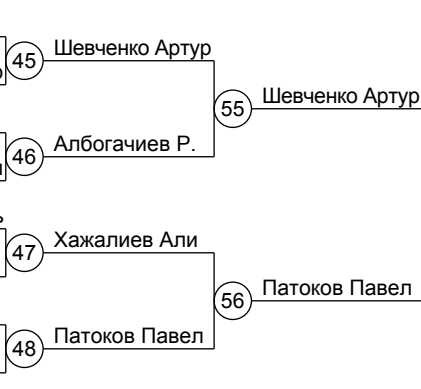 Шевченко Артур
45
55
Шевченко Артур
Албогачиев Р.
46
Хажалиев Али
47
56
Патоков Павел
Патоков Павел
48